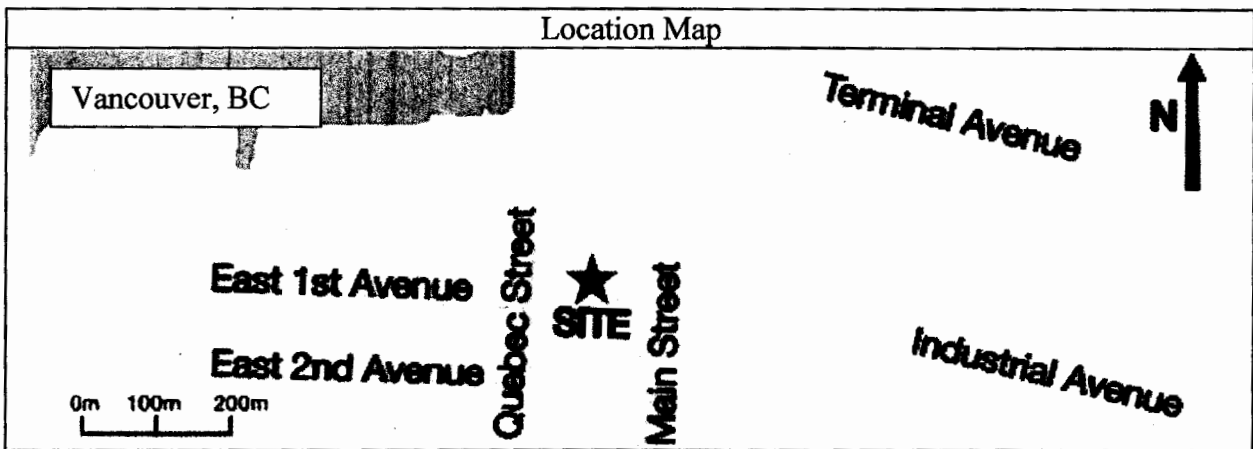 Location Map
Vancouver, BC
Terminal Avenue
N
East 1st Avenue
Quebec Street
SITE
Main Street
East 2nd Avenue
Industrial Avenue
0m 100m 200m